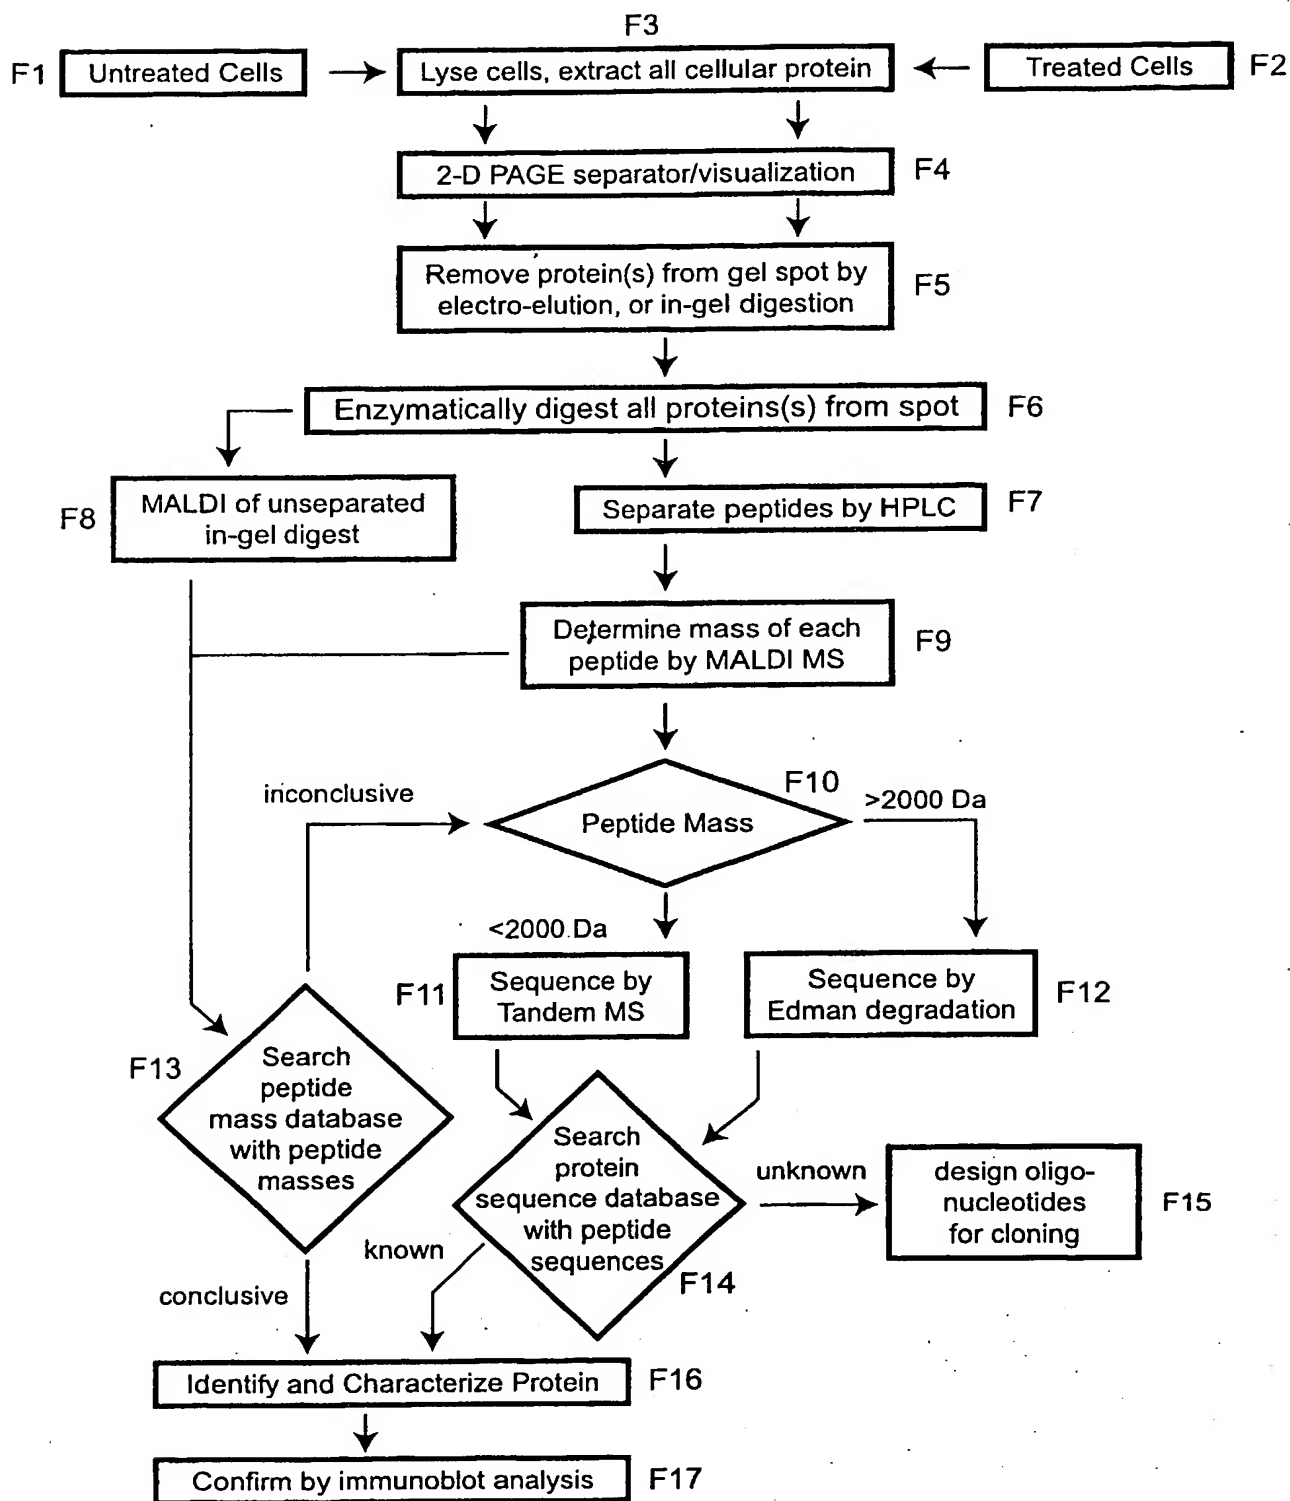 F3
F1
Untreated Cells
Lyse cells, extract all cellular protein
Treated Cells
F2
2-D PAGE separator/visualization
F4
Remove protein(s) from gel spot by
electro-elution, or in-gel digestion
F5
Enzymatically digest all proteins(s) from spot
F6
F8
MALDI of unseparated
in-gel digest
Separate peptides by HPLC
F7
Determine mass of each
peptide by MALDI MS
F9
inconclusive
F10
>2000 Da
Peptide Mass
<2000 Da
F11
Sequence by
Tandem MS
Sequence by
Edman degradation
F12
F13
Search
peptide
mass database
with peptide
masses
Search
protein
sequence database
with peptide
sequences
unknown
design oligo-
nucleotides
for cloning
F15
known
F14
conclusive
Identify and Characterize Protein
F16
Confirm by immunoblot analysis
F17